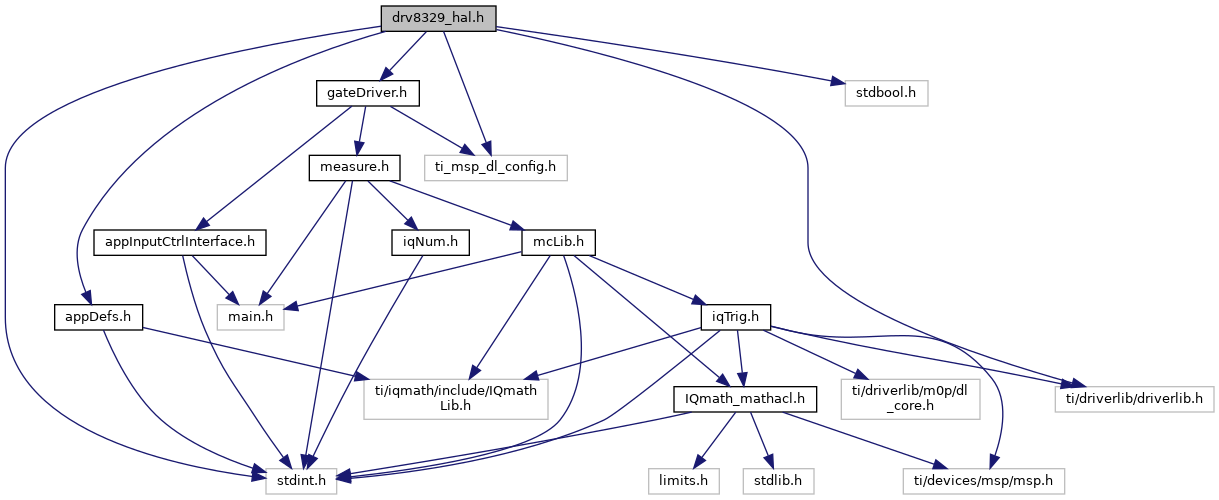 drv8329_hal.h
gateDriver.h
stdbool.h
measure.h
ti_msp_dl_config.h
appInputCtrlInterface.h
iqNum.h
mcLib.h
appDefs.h
main.h
iqTrig.h
ti/iqmath/include/IQmath
Lib.h
IQmath_mathacl.h
ti/driverlib/m0p/dl
_core.h
ti/driverlib/driverlib.h
stdint.h
limits.h
stdlib.h
ti/devices/msp/msp.h